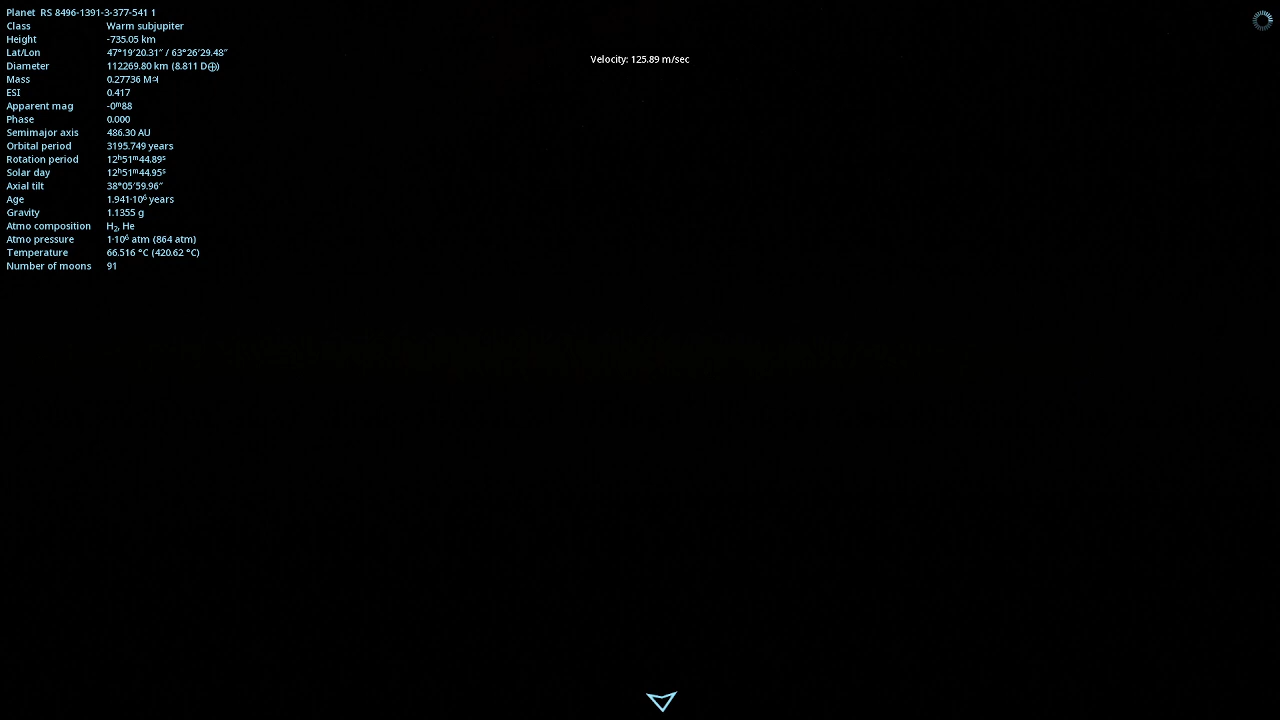 Planet RS 8496-1391-3-377-541 1
Class Warm subjupiter
Height -735.05 km
Lat/Lon 47°19′20.31″ / 63°26′29.48″
Velocity: 125.89 m/sec
Diameter 112269.80 km (8.811 D⊕)
Mass 0.27736 M♃
ESI 0.417
Apparent mag -0ᵐ88
Phase 0.000
Semimajor axis 486.30 AU
Orbital period 3195.749 years
Rotation period 12ʰ51ᵐ44.89ˢ
Solar day 12ʰ51ᵐ44.95ˢ
Axial tilt 38°05′59.96″
Age 1.941·10⁶ years
Gravity 1.1355 g
Atmo composition H₂, He
Atmo pressure 1·10⁶ atm (864 atm)
Temperature 66.516 °C (420.62 °C)
Number of moons 91